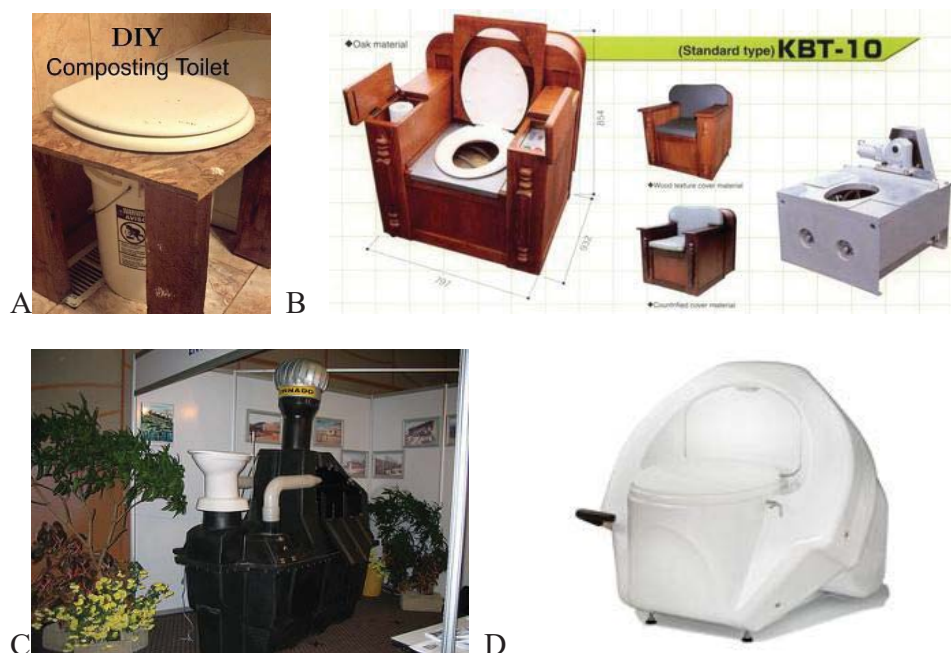 DIY
Composting Toilet
A
◆Oak material
(Standard type) KBT-10
854
932
797
◆Wood texture cover material
◆Countrified cover material
B
TORNADO
C
D